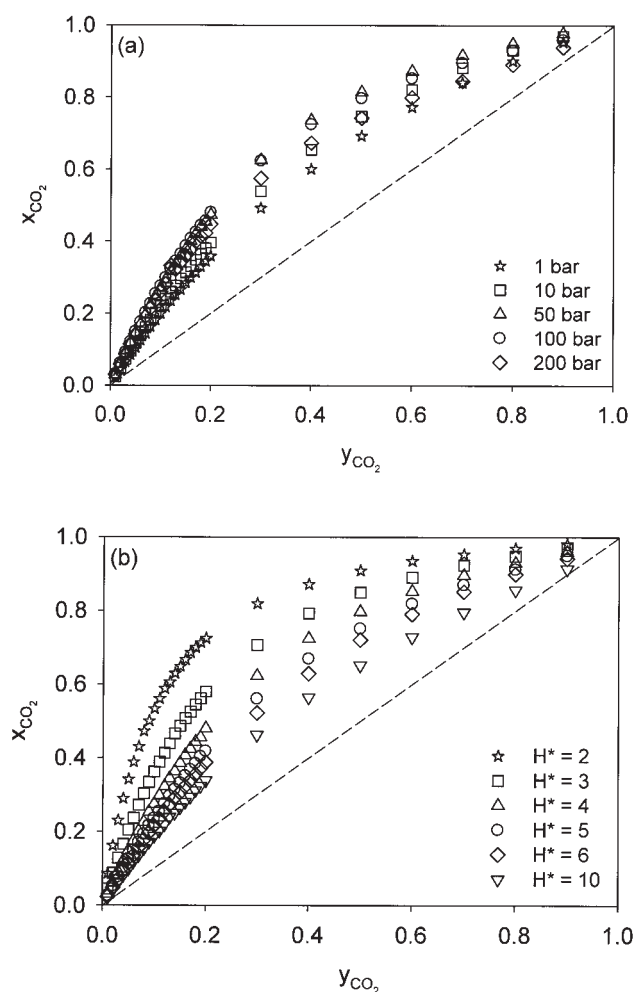 (a)
1.0
0.8
0.6
0.4
0.2
0.0
x_CO₂
☆ 1 bar
□ 10 bar
△ 50 bar
○ 100 bar
◇ 200 bar
0.0 0.2 0.4 0.6 0.8 1.0
y_CO₂
(b)
1.0
0.8
0.6
0.4
0.2
0.0
x_CO₂
☆ H* = 2
□ H* = 3
△ H* = 4
○ H* = 5
◇ H* = 6
▽ H* = 10
0.0 0.2 0.4 0.6 0.8 1.0
y_CO₂